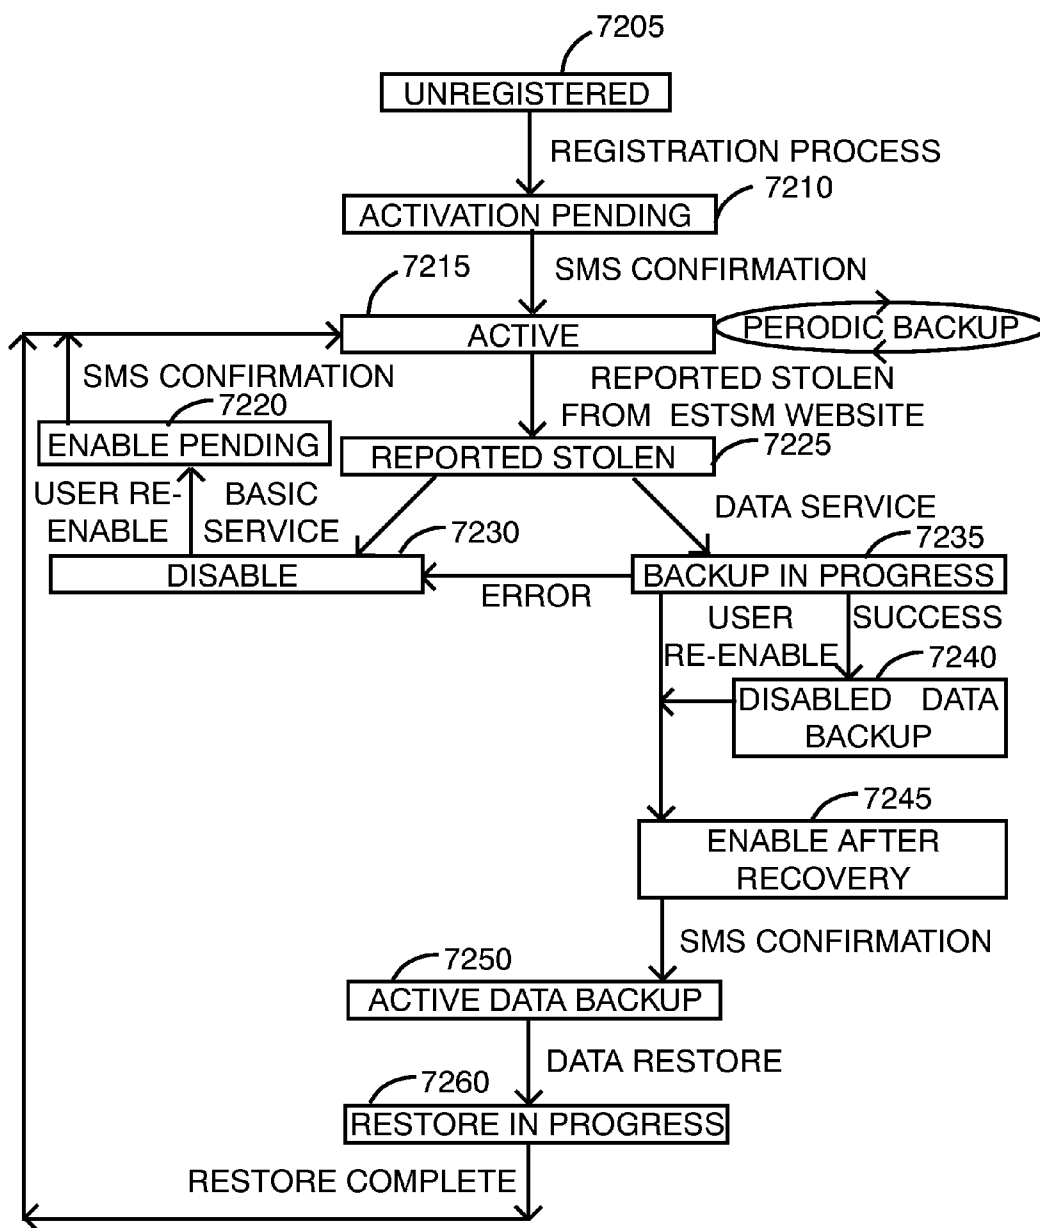 7205
UNREGISTERED
REGISTRATION PROCESS
7210
ACTIVATION PENDING
7215
SMS CONFIRMATION
ACTIVE
PERODIC BACKUP
SMS CONFIRMATION
REPORTED STOLEN
FROM ESTSM WEBSITE
7220
ENABLE PENDING
7225
REPORTED STOLEN
USER RE-
ENABLE
BASIC
SERVICE
DATA SERVICE
7230
DISABLE
7235
BACKUP IN PROGRESS
ERROR
USER
RE-ENABLE
SUCCESS
7240
DISABLED DATA
BACKUP
7245
ENABLE AFTER
RECOVERY
SMS CONFIRMATION
7250
ACTIVE DATA BACKUP
DATA RESTORE
7260
RESTORE IN PROGRESS
RESTORE COMPLETE